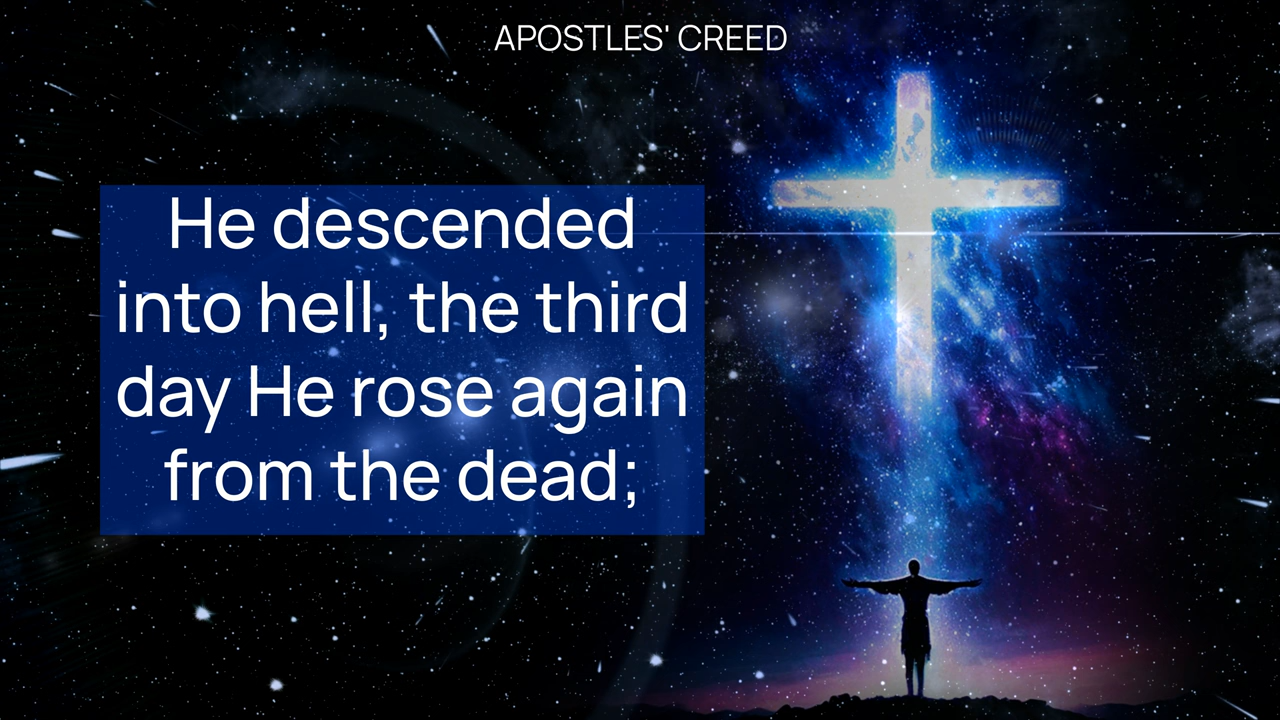 APOSTLES' CREED
He descended
into hell, the third
day He rose again
from the dead;